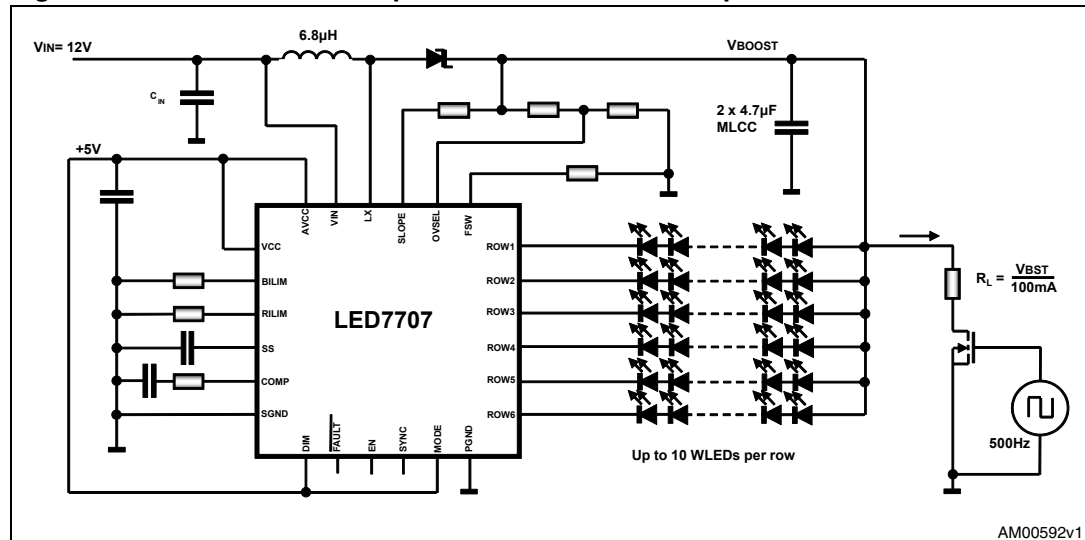 VIN= 12V
6.8µH
VBOOST
CIN
2 x 4.7µF
MLCC
+5V
AVCC
VIN
LX
SLOPE
OVSEL
FSW
VCC
BILIM
RILIM
SS
COMP
SGND
LED7707
ROW1
ROW2
ROW3
ROW4
ROW5
ROW6
DIM
FAULT
EN
SYNC
MODE
PGND
RL = VBST
100mA
500Hz
Up to 10 WLEDs per row
AM00592v1